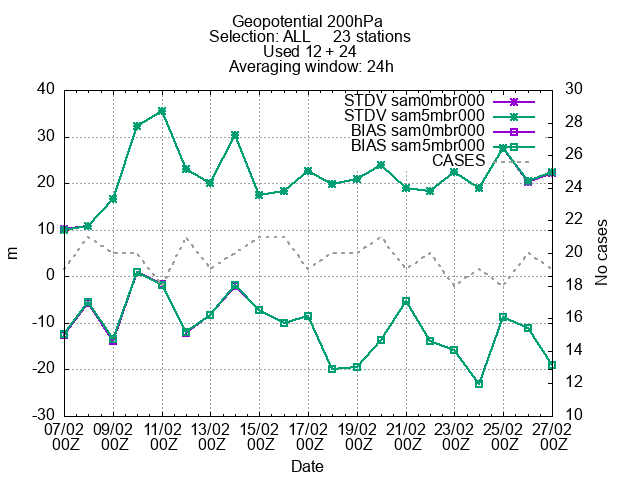 Geopotential 200hPa
Selection: ALL     23 stations
Used 12 + 24
Averaging window: 24h
STDV sam0mbr000
STDV sam5mbr000
BIAS sam0mbr000
BIAS sam5mbr000
CASES
40
30
20
10
0
-10
-20
-30
m
30
28
26
24
22
20
18
16
14
12
10
No cases
07/02 09/02 11/02 13/02 15/02 17/02 19/02 21/02 23/02 25/02 27/02
00Z 00Z 00Z 00Z 00Z 00Z 00Z 00Z 00Z 00Z 00Z
Date